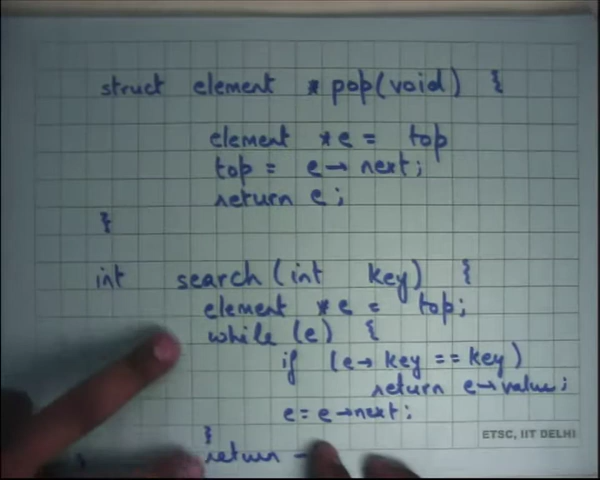 struct element *pop(void) {
element *e = top
top = e→next;
return e;
}
int search(int key) {
element *e = top;
while (e) {
if (e→key == key)
return e→value;
e = e→next;
}
return -
}
ETSC, IIT DELHI